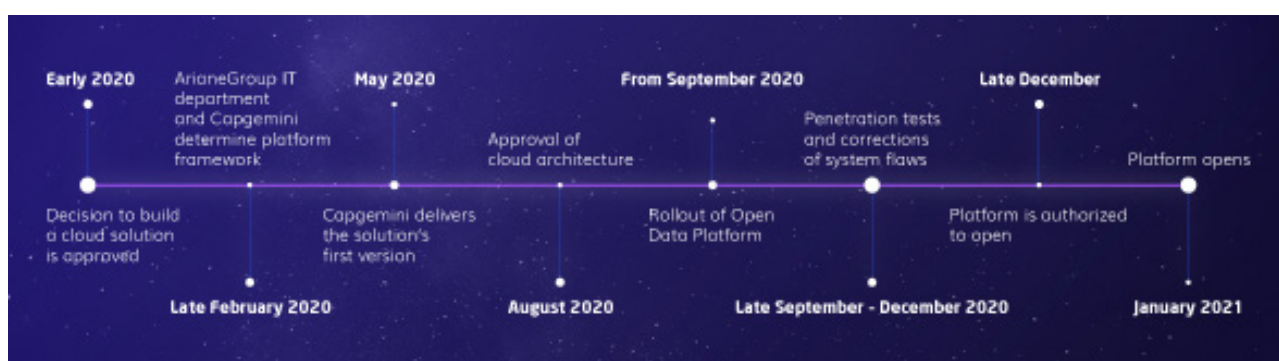 Early 2020
Decision to build
a cloud solution
is approved
ArianeGroup IT
department
and Capgemini
determine platform
framework
Late February 2020
May 2020
Capgemini delivers
the solution's
first version
Approval of
cloud architecture
August 2020
From September 2020
Rollout of Open
Data Platform
Penetration tests
and corrections
of system flaws
Late September - December 2020
Late December
Platform is authorized
to open
Platform opens
January 2021